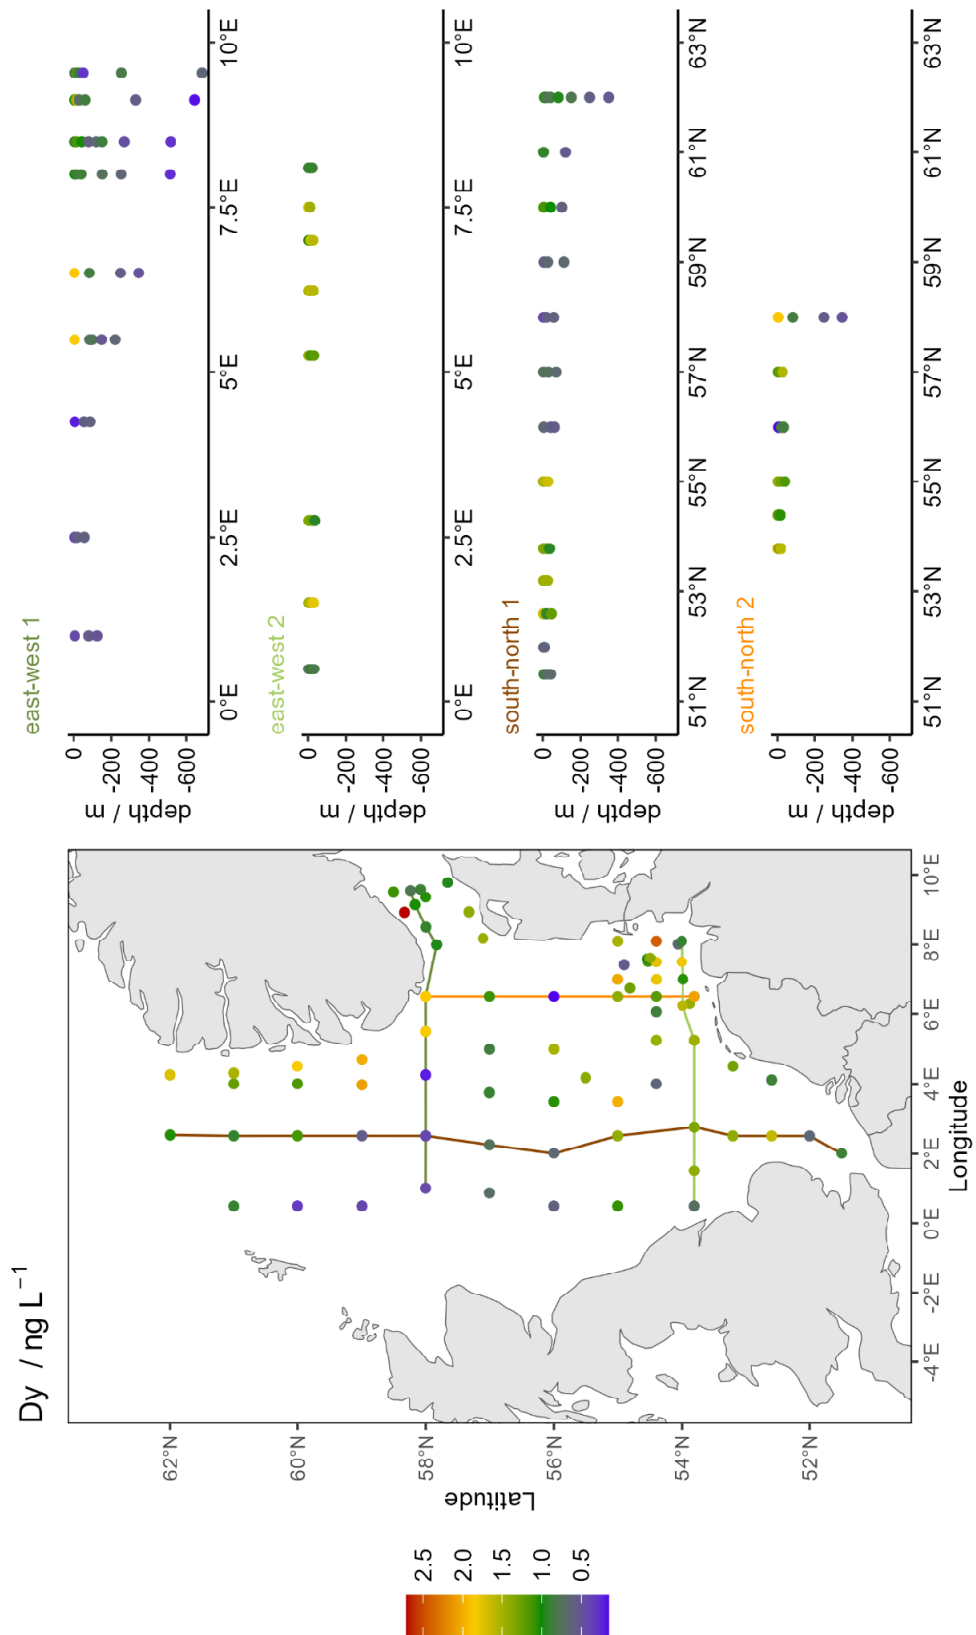 Dy / ng L⁻¹
2.5
2.0
1.5
1.0
0.5
Latitude
62°N
60°N
58°N
56°N
54°N
52°N
-4°E
-2°E
0°E
2°E
4°E
6°E
8°E
10°E
Longitude
east-west 1
depth / m
0
-200
-400
-600
0°E
2.5°E
5°E
7.5°E
10°E
east-west 2
depth / m
0
-200
-400
-600
0°E
2.5°E
5°E
7.5°E
10°E
south-north 1
depth / m
0
-200
-400
-600
51°N
53°N
55°N
57°N
59°N
61°N
63°N
south-north 2
depth / m
0
-200
-400
-600
51°N
53°N
55°N
57°N
59°N
61°N
63°N